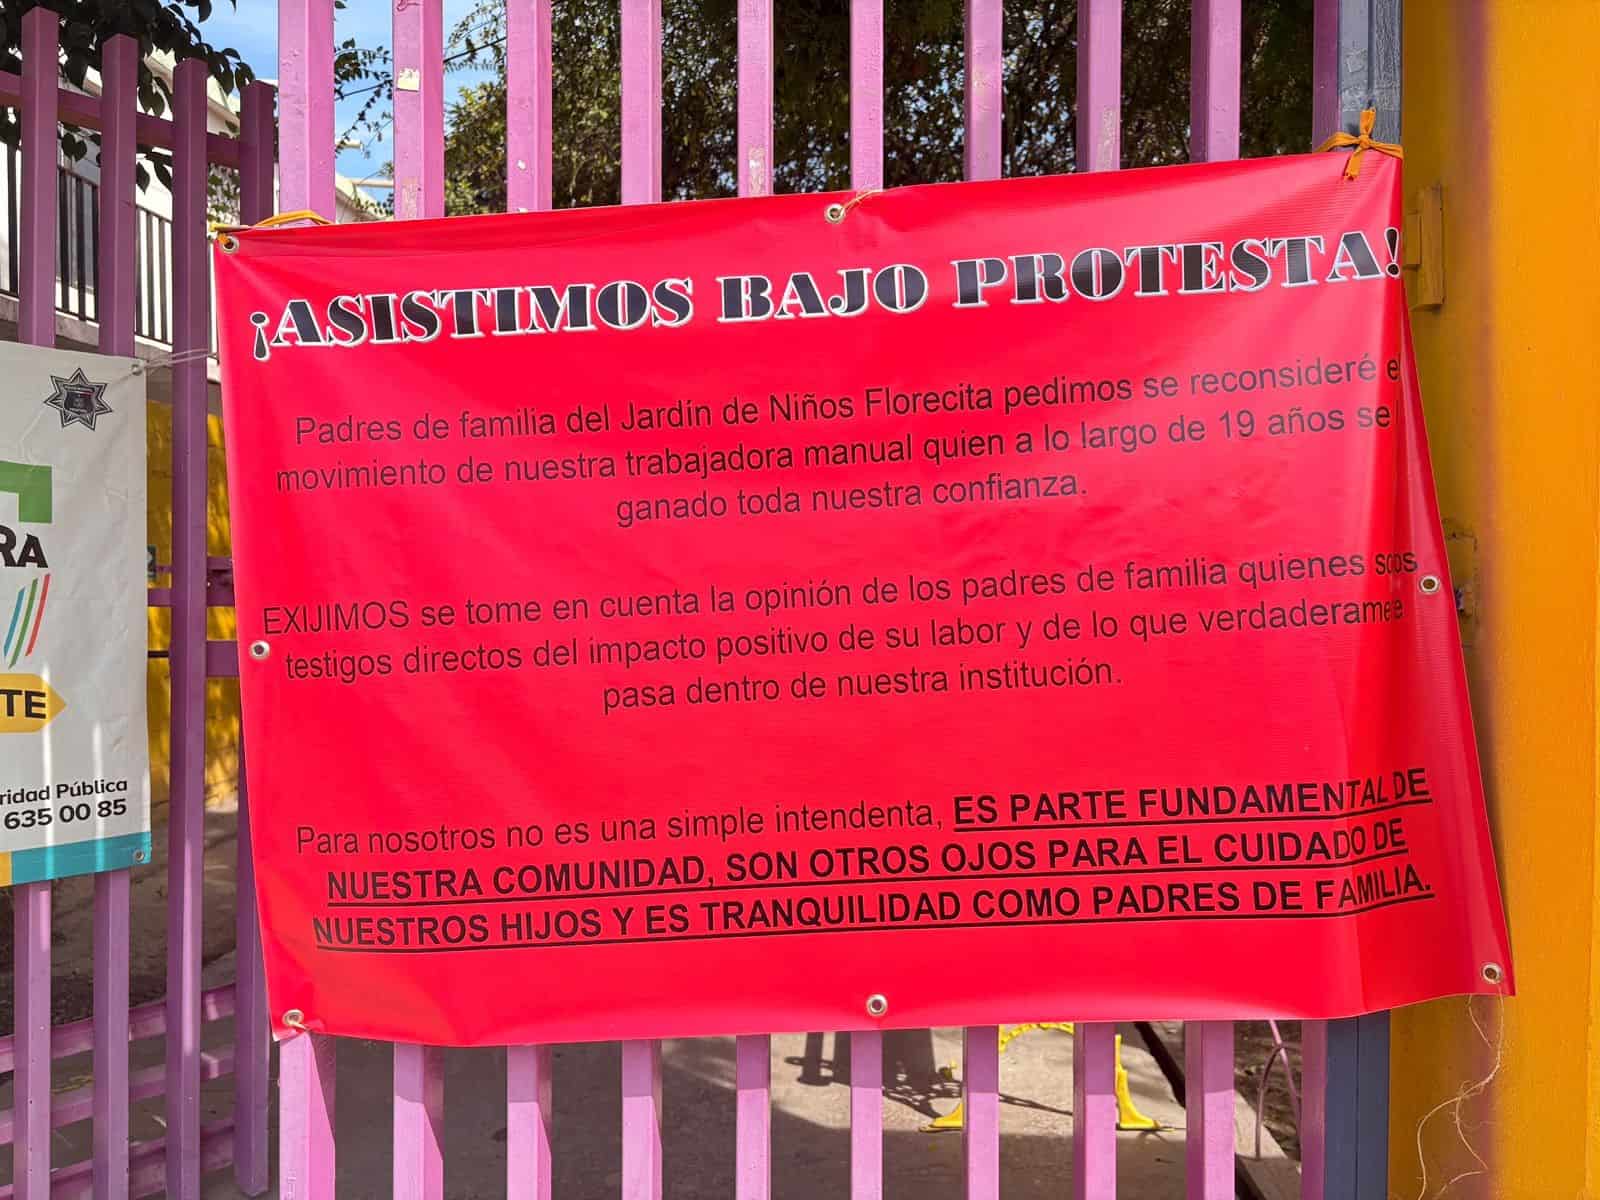 ¡ASISTIMOS BAJO PROTESTA!
Padres de familia del Jardín de Niños Florecita pedimos se reconsideré el
movimiento de nuestra trabajadora manual quien a lo largo de 19 años se
ganado toda nuestra confianza.
EXIJIMOS se tome en cuenta la opinión de los padres de familia quienes
testigos directos del impacto positivo de su labor y de lo que
pasa dentro de nuestra institución.
Para nosotros no es una simple intendenta, ES PARTE FUNDAMENTAL DE
NUESTRA COMUNIDAD, SON OTROS OJOS PARA EL CUIDADO DE
NUESTROS HIJOS Y ES TRANQUILIDAD COMO PADRES DE FAMILIA.
RA
TE
ridad Pública
635 00 85